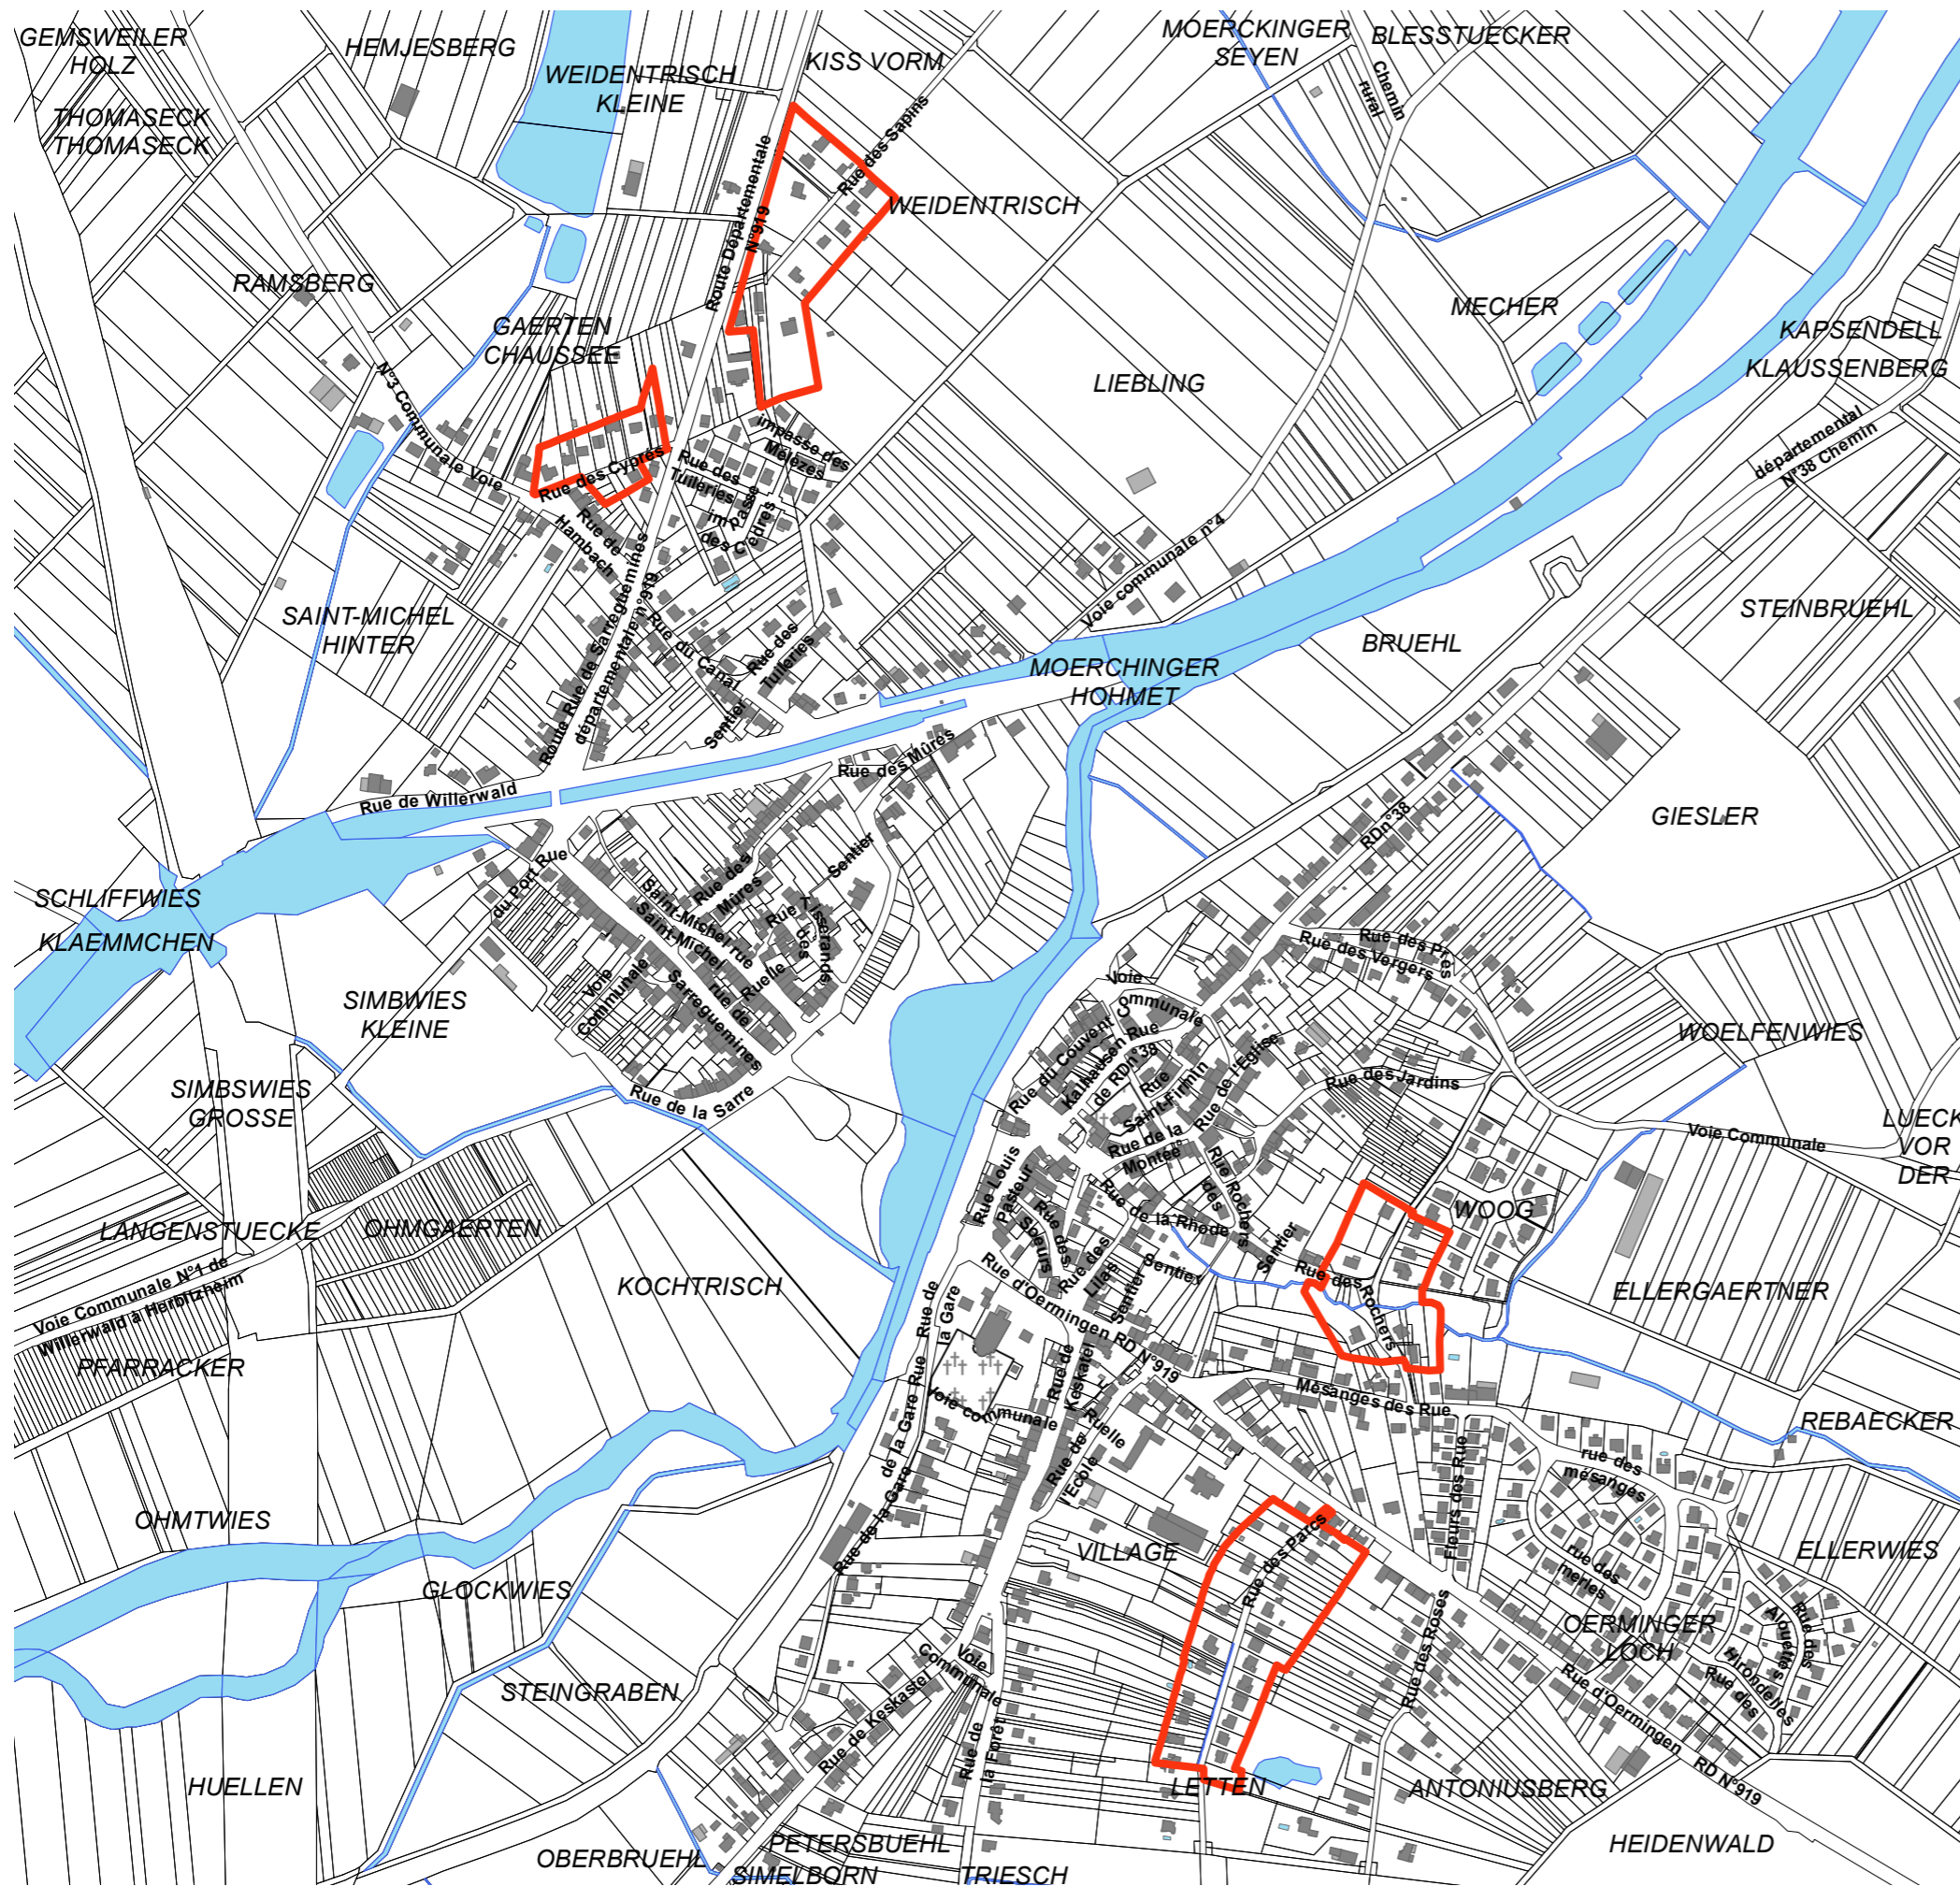 GEMSWEILER
HOLZ
HEMJESBERG
WEIDENTRISCH
KLEINE
KISS VORM
MOERCKINGER
SEYEN
BLESSTUECKER
Chemin
rural
THOMASECK
THOMASECK
Route Départementale
N°919
Rue des Sapins
WEIDENTRISCH
RAMSBERG
GAERTEN
CHAUSSEE
MECHER
KAPSENDELL
KLAUSSENBERG
LIEBLING
N°3 Communale Voie
départemental
N°38 Chemin
impasse des
Mélèzes
Rue des Cyprés
Rue des
Tuileries
impasse
des Cèdres
Rue de
Hambach
Voie communale n°4
SAINT-MICHEL
HINTER
Route Rue de Sarreguemines
départementale n°919
Rue du Canal
Rue des
Tuileries
Sentier
STEINBRUEHL
BRUEHL
MOERCHINGER
HOHMET
Rue de Willerwald
Rue des Mûres
RDn°38
GIESLER
du Port Rue
Saint-Michel rue
Saint-Michel
Rue des
Mûres
Sentier
Rue Tisserands
des
Ruelle
rue de
Sarreguemines
Voie
Communale
SCHLIFFWIES
KLAEMMCHEN
SIMBWIES
KLEINE
Rue des Prés
Rue des Vergers
Voie
Communale
WOELFENWIES
Rue du Couvent
Kalhausen Rue
de RDn°38
Rue
Saint-Firmin
Rue de l'Eglise
Rue des Jardins
Rue de la
Montée
SIMBSWIES
GROSSE
Rue de la Sarre
Voie Communale
LUECK
VOR
DER
Rue Louis
Pasteur
Rue des
Sbeurs
Rue de la Rhode
Rue Rochers
des
Sentier
WOOG
LANGENSTUECKE
OHMGAERTEN
Voie Communale N°1 de
Willerwald à Herbitzheim
KOCHTRISCH
Rue des
Lilas
Sentier
Sentier
Rue des
Rochers
ELLERGAERTNER
Rue d'Oermingen RD N°919
Rue de
la Gare
PFARRACKER
Voie communale
Rue de
Keskater
Ruelle
Mésanges des Rue
REBAECKER
de la Gare Rue
Rue de la Gare
Rue de
l'Ecole
Fleurs des Rue
rue des
mésanges
OHMTWIES
VILLAGE
Rue des Parcs
rue des
merles
ELLERWIES
GLOCKWIES
OERMINGER
LOCH
Rue des
Alouettes
Hirondelles
Rue des
Rue des Roses
STEINGRABEN
Voie
Communale
Rue de Keskastel
Rue de
la Forêt
Rue d'Oermingen RD N°919
HUELLEN
LETTEN
ANTONIUSBERG
HEIDENWALD
OBERBRUEHL
PETERSBUEHL
SIMELBORN
TRIESCH